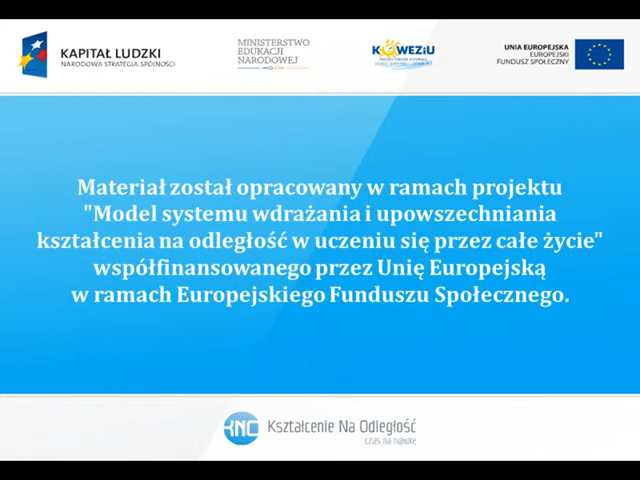 KAPITAŁ LUDZKI
NARODOWA STRATEGIA SPÓJNOŚCI
MINISTERSTWO
EDUKACJI
NARODOWEJ
KOWEZiU
UNIA EUROPEJSKA
EUROPEJSKI
FUNDUSZ SPOŁECZNY
Materiał został opracowany w ramach projektu
"Model systemu wdrażania i upowszechniania
kształcenia na odległość w uczeniu się przez całe życie"
współfinansowanego przez Unię Europejską
w ramach Europejskiego Funduszu Społecznego.
KNO Kształcenie Na Odległość
czas na naukę